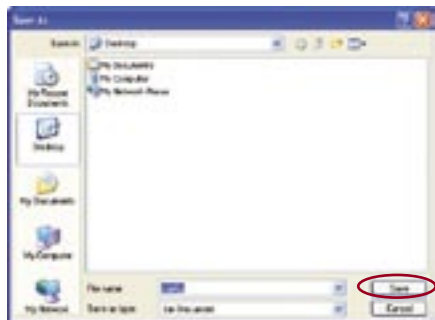 Save As
Save in:
Desktop
My Documents
My Computer
My Network Places
My Recent
Documents
Desktop
My Documents
My Computer
My Network
File name:
Save
Save as type:
Cancel